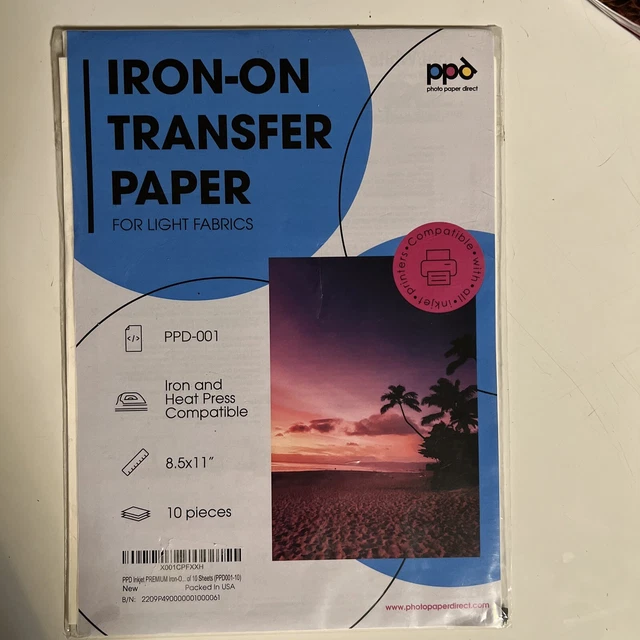 IRON-ON
TRANSFER
PAPER
FOR LIGHT FABRICS
ppd
photo paper direct
•Compatible•with•all•inkjet•printers
</>
PPD-001
Iron and
Heat Press
Compatible
8.5x11"
10 pieces
X001CPFXXH
PPD Inkjet PREMIUM Iron-O... of 10 Sheets (PPD001-10)
New
Packed In USA
B/N: 2209P490000001000061
www.photopaperdirect.com